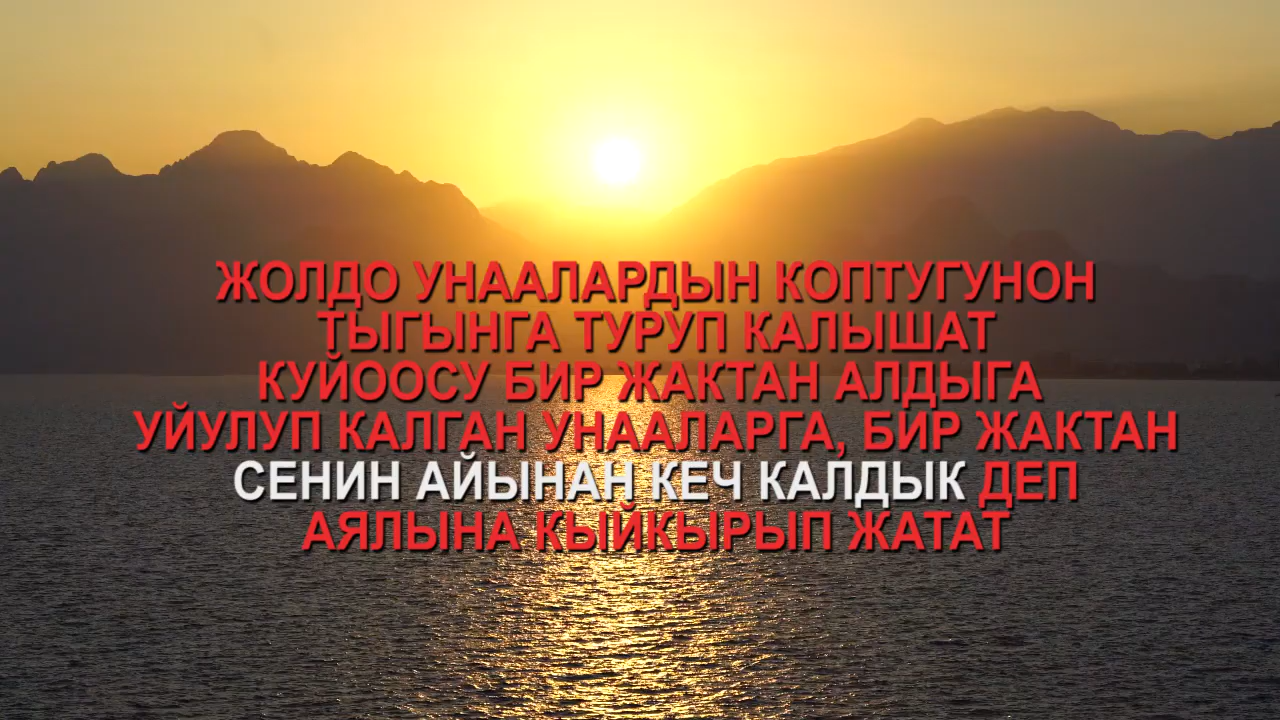 ЖОЛДО УНААЛАРДЫН КОПТУГУНОН
ТЫГЫНГА ТУРУП КАЛЫШАТ
КУЙООСУ БИР ЖАКТАН АЛДЫГА
УЙУЛУП КАЛГАН УНААЛАРГА, БИР ЖАКТАН
СЕНИН АЙЫНАН КЕЧ КАЛДЫК ДЕП
АЯЛЫНА КЫЙКЫРЫП ЖАТАТ